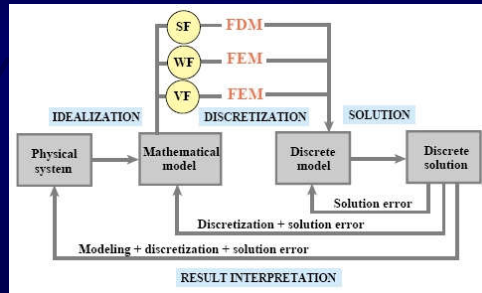 SF FDM
WF FEM
VF FEM
IDEALIZATION DISCRETIZATION SOLUTION
Physical system
Mathematical model
Discrete model
Discrete solution
Solution error
Discretization + solution error
Modeling + discretization + solution error
RESULT INTERPRETATION